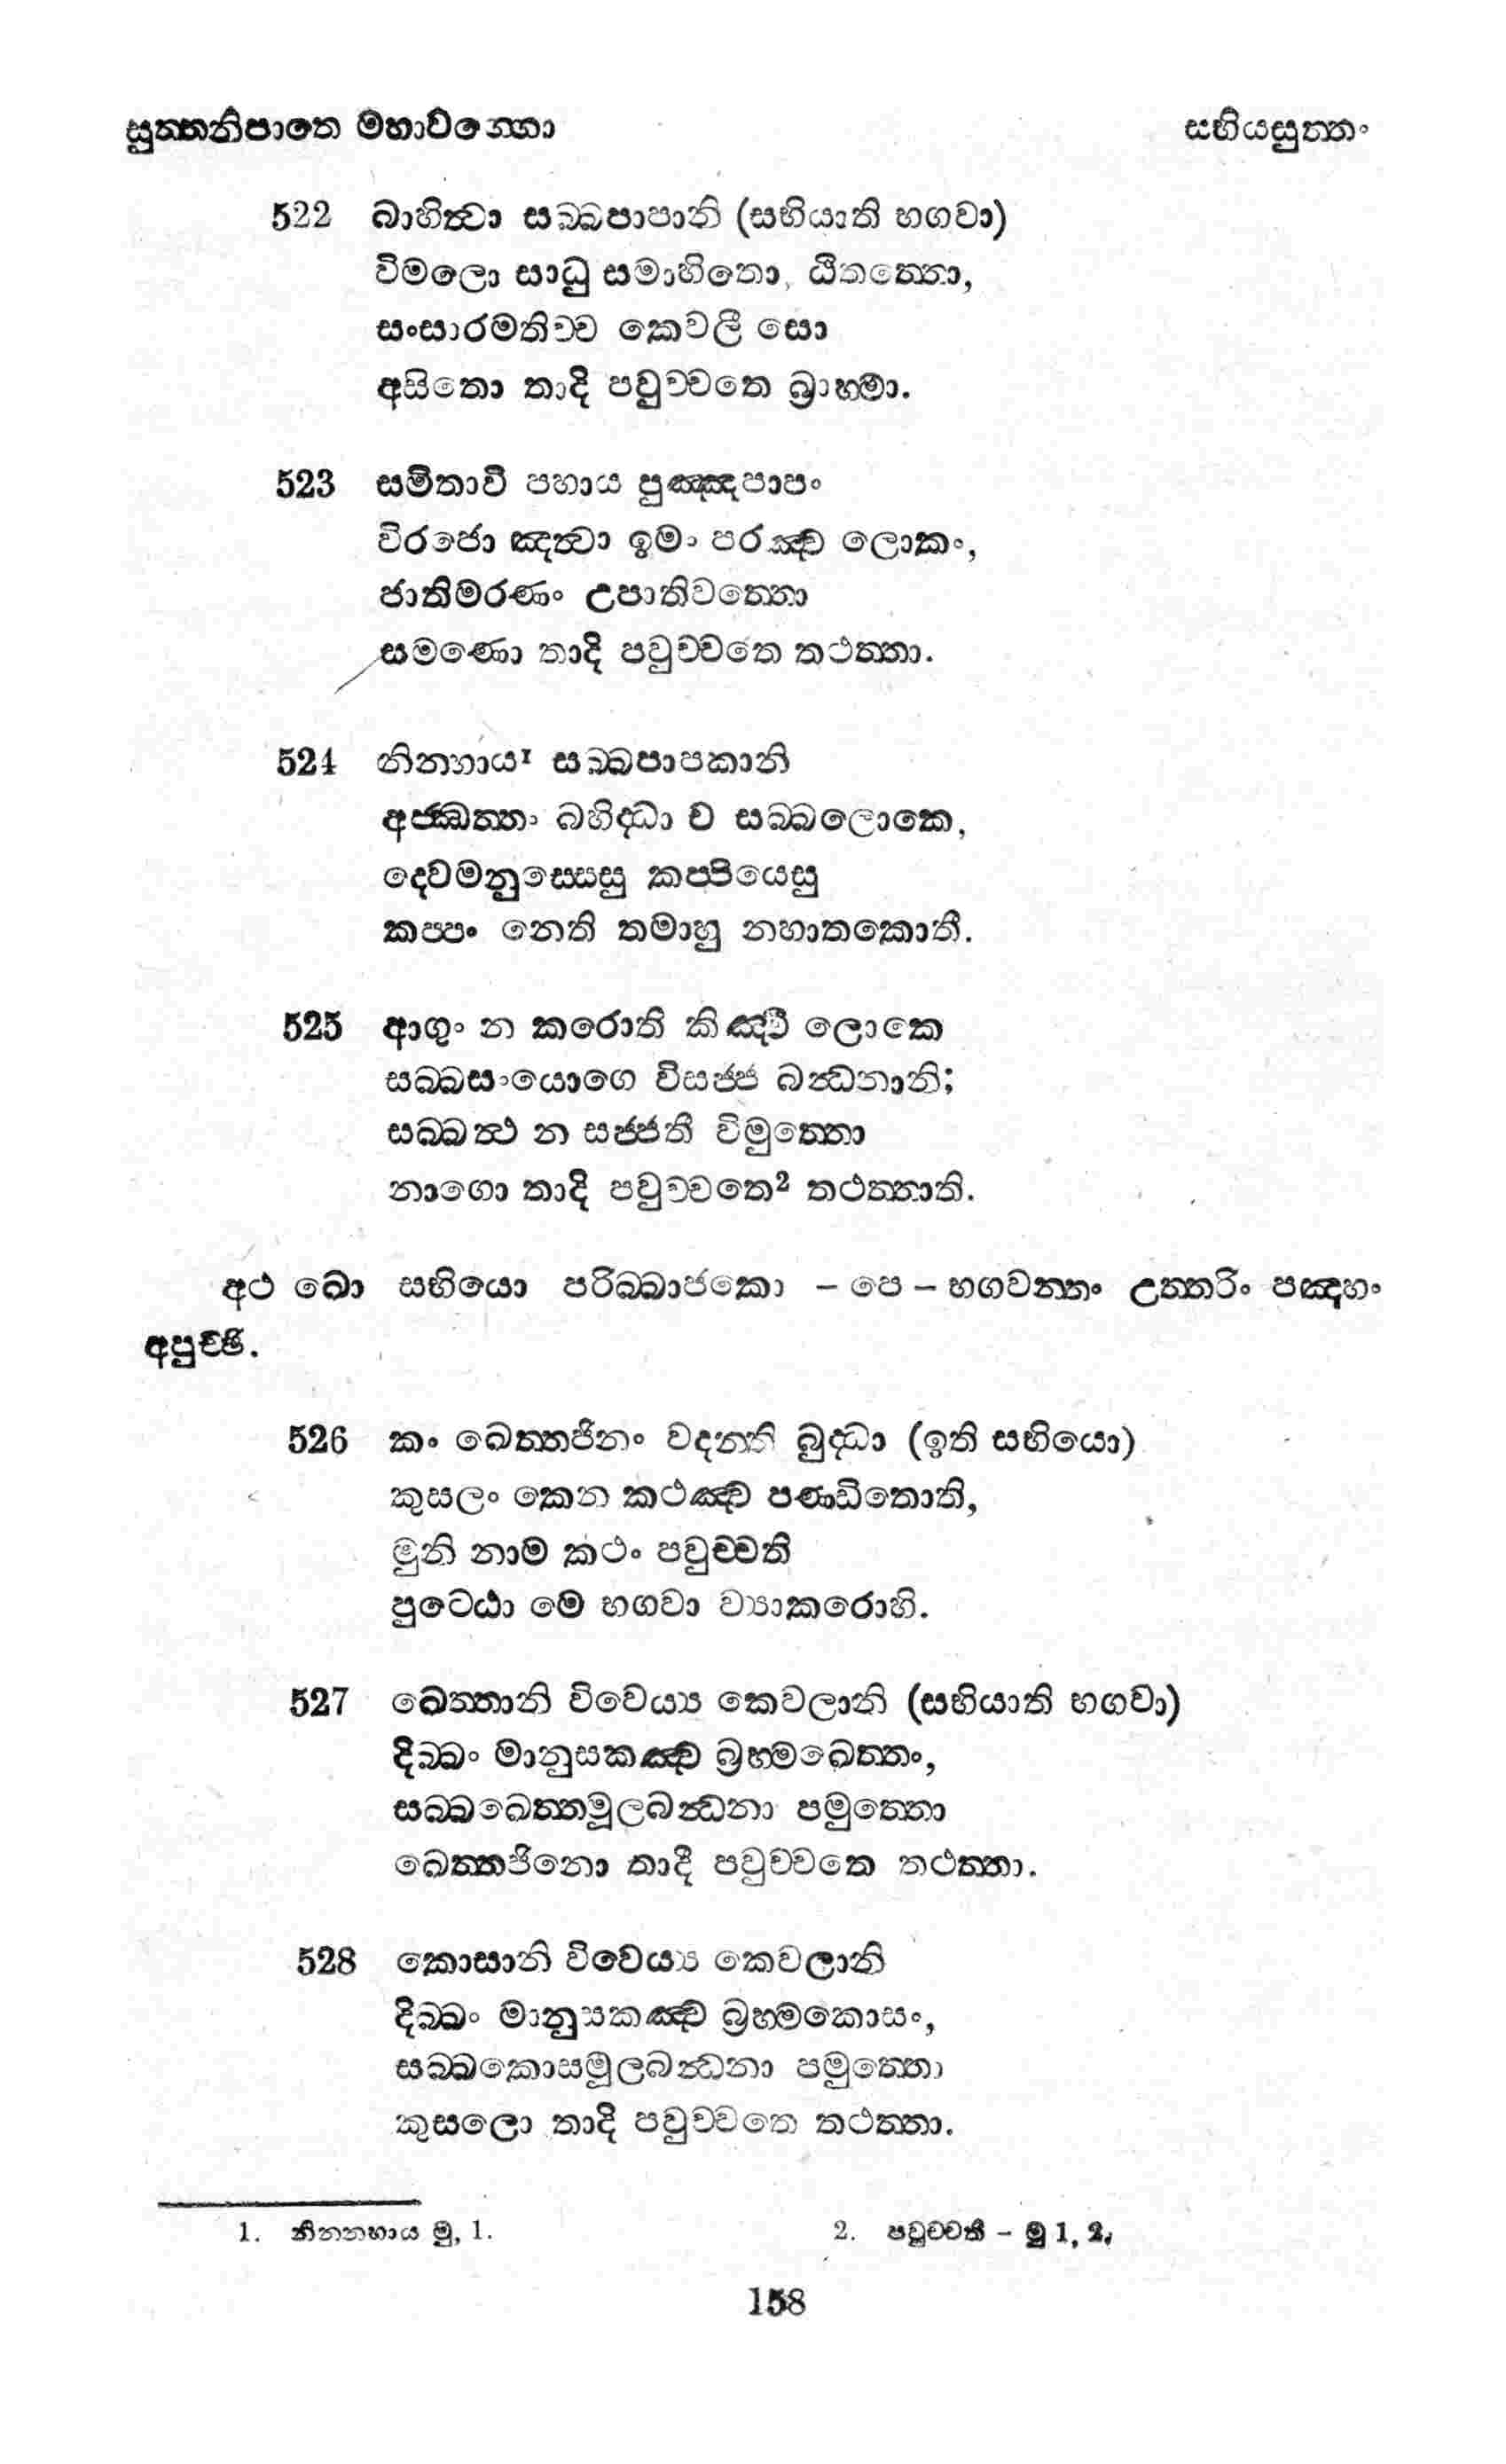 සුත්තනිපාතෙ මහාවග්ගො
සභියසුත්තං
522 බාහිත්වා සබ්බපාපානි (සභියාති භගවා)
විමලො සාධු සමාහිතො, ඨිතත්තො,
සංසාරමතිච්ච කෙවලී සො
අසිතො තාදි පවුච්චතෙ බ්‍රාහ්මා.
523 සමිතාවී පහාය පුඤ්ඤපාපං
විරජො ඤත්වා ඉමං පරඤ්ච ලොකං,
ජාතිමරණං උපාතිවත්තො
සමණො තාදි පවුච්චතෙ තථත්තා.
524 නින්හාය1 සබ්බපාපකානි
අජ්ඣත්තං බහිද්ධා ච සබ්බලොකෙ,
දෙවමනුස්සෙසු කප්පියෙසු
කප්පං නෙති තමාහු නහාතකොතී.
525 ආගුං න කරොති කිඤ්චි ලොකෙ
සබ්බසංයොගෙ විසජ්ජ බන්ධනානි;
සබ්බත්ථ න සජ්ජතී විමුත්තො
නාගො තාදි පවුච්චතෙ2 තථත්තාති.
අථ ඛො සභියො පරිබ්බාජකො – පෙ – භගවන්තං උත්තරිං පඤ්හං
අපුච්ඡි.
526 කං ඛෙත්තජිනං වදන්ති බුද්ධා (ඉති සභියො)
කුසලං කෙන කථඤ්ච පණ්ඩිතොති,
මුනි නාම කථං පවුච්චති
පුට්ඨො මෙ භගවා ව්‍යාකරොහි.
527 ඛෙත්තානි විචෙය්‍ය කෙවලානි (සභියාති භගවා)
දිබ්බං මානුසකඤ්ච බ්‍රහ්මඛෙත්තං,
සබ්බඛෙත්තමූලබන්ධනා පමුත්තො
ඛෙත්තජිනො තාදි පවුච්චතෙ තථත්තා.
528 කොසානි විචෙය්‍ය කෙවලානි
දිබ්බං මානුසකඤ්ච බ්‍රහ්මකොසං,
සබ්බකොසමූලබන්ධනා පමුත්තො
කුසලො තාදි පවුච්චතෙ තථත්තා.
1. නින්නහාය මු, 1.
2. පවුච්චති – මු 1, 2,
158